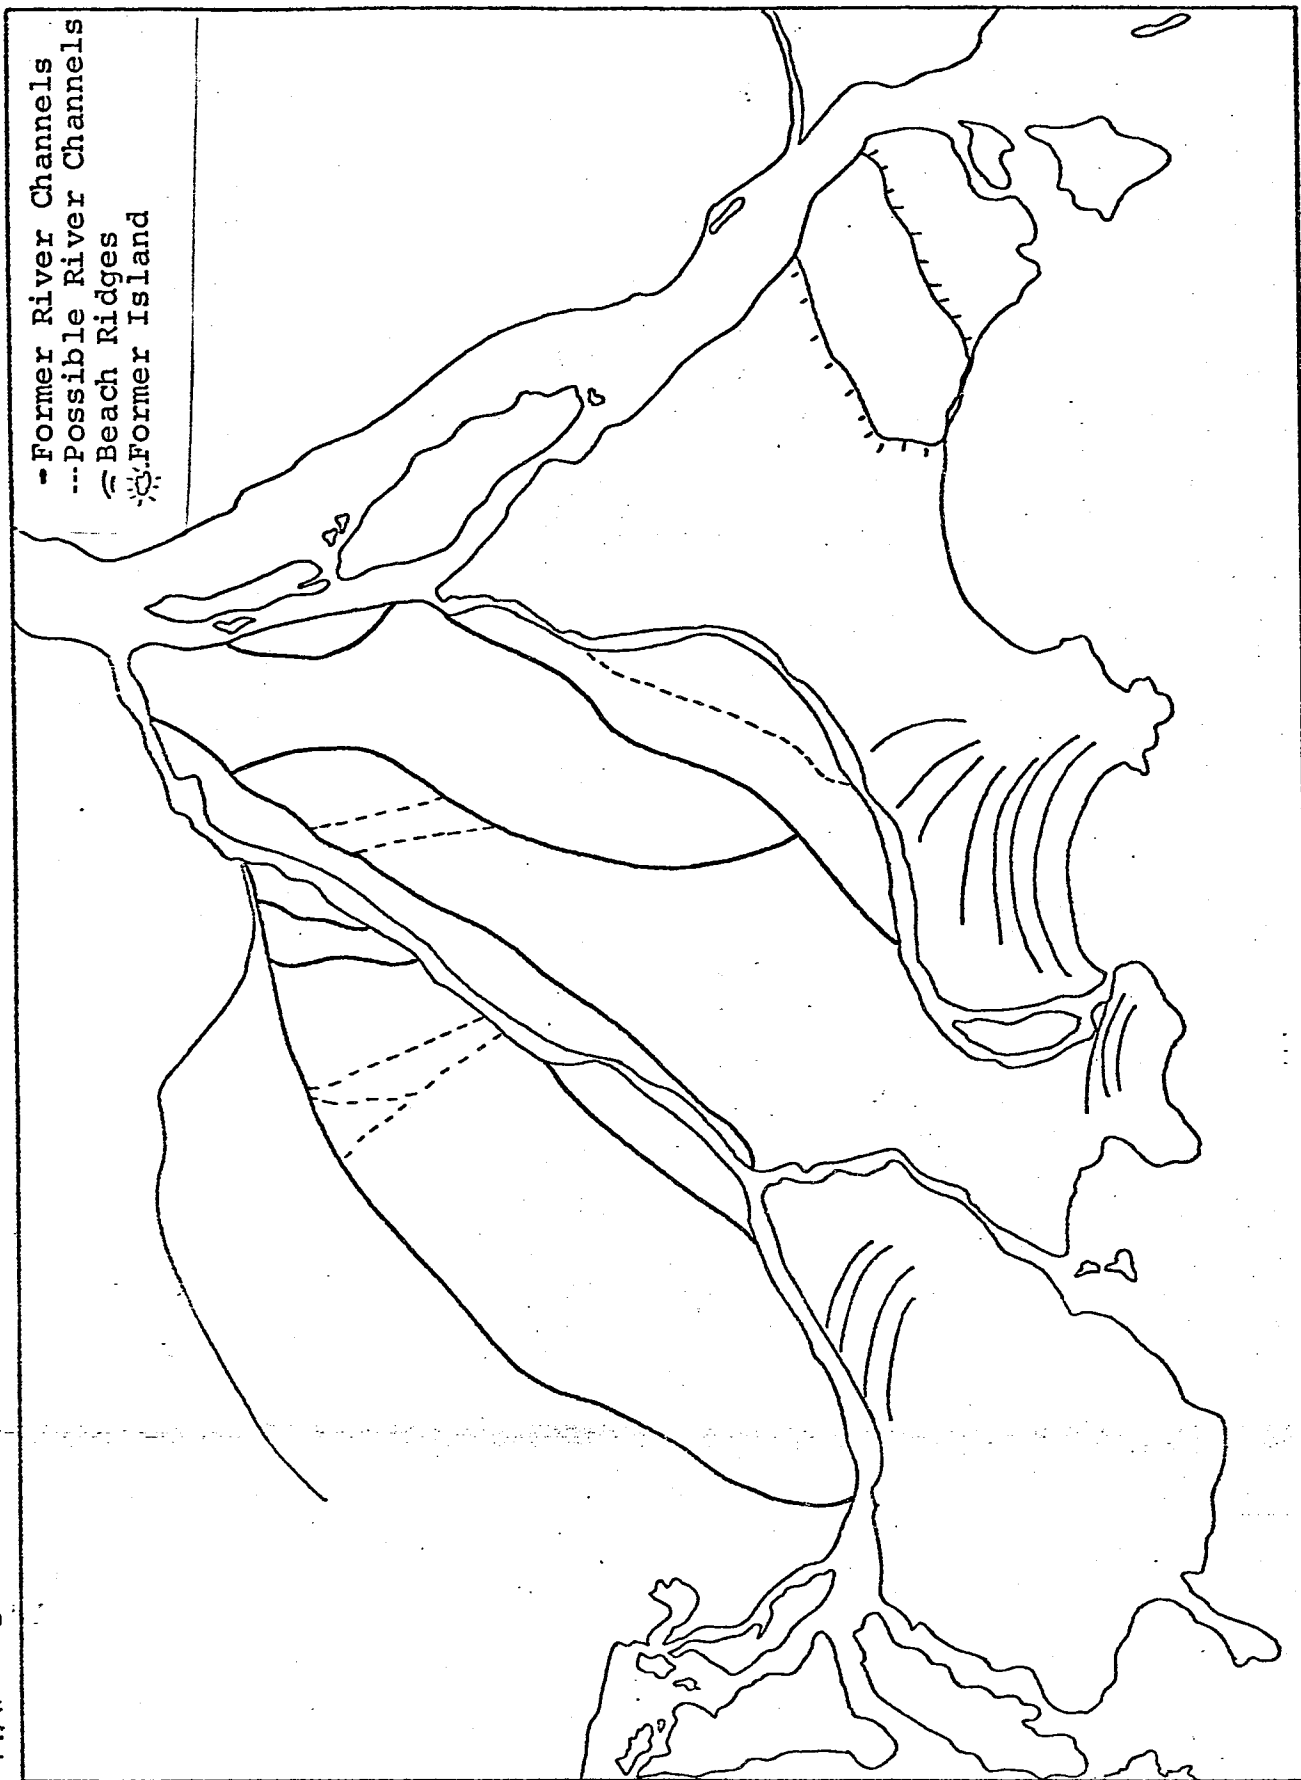 Former River Channels
---Possible River Channels
Beach Ridges
Former Island